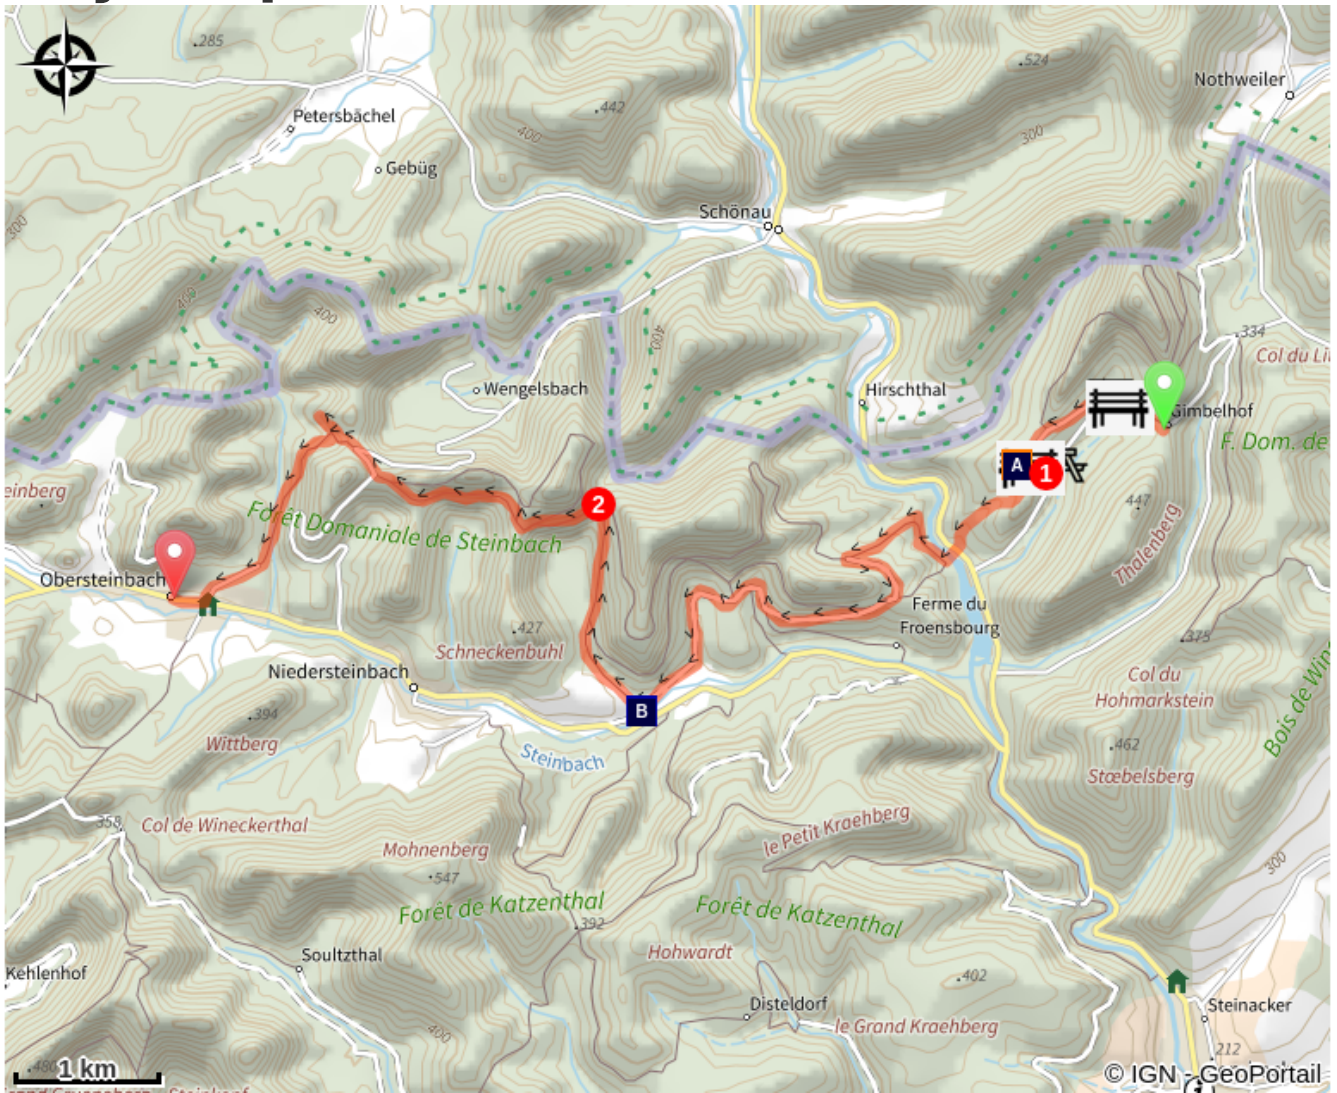 285
524
Nothweiler
442
Petersbächel
400
300
Gebüg
Schönau
300
400
400
334
Col du Li
400
Wengelsbach
Hirschthal
Gimbelhof
F. Dom. de
A
1
einberg
447
2
Forêt Domaniale de Steinbach
Thalenberg
Obersteinbach
Ferme du
Froensbourg
427
Schneckenbuhl
375
Niedersteinbach
Col du
Hohmarkstein
B
394
Wittberg
Steinbach
462
Stœbelsberg
Bois de Win
358
Col de Wineckerthal
le Petit Kraehberg
Mohnenberg
547
300
Forêt de Katzenthal
Forêt de Katzenthal
392
Soultzthal
Hohwardt
Kehlenhof
402
Disteldorf
Steinacker
le Grand Kraehberg
400
212
480
1 km
© IGN - GeoPortail